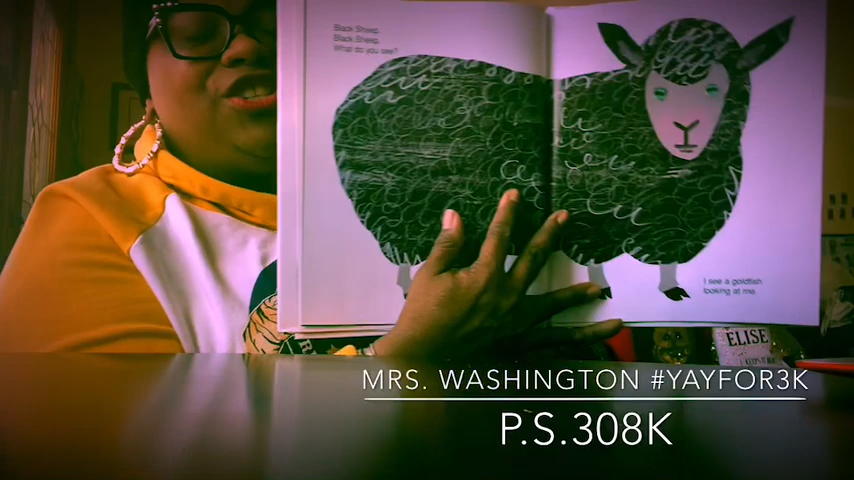 Black Sheep,
Black Sheep,
What do you see?
I see a goldfish
looking at me.
ELISE
MRS. WASHINGTON #YAYFOR3K
P.S.308K